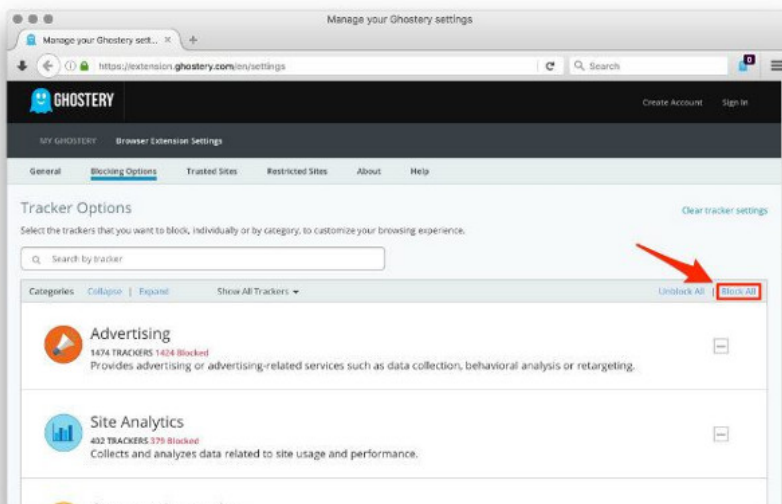 Manage your Ghostery settings
Manage your Ghostery sett... × +
https://extension.ghostery.com/en/settings Search 0
GHOSTERY Create Account Sign In
MY GHOSTERY Browser Extension Settings
General Blocking Options Trusted Sites Restricted Sites About Help
Tracker Options Clear tracker settings
Select the trackers that you want to block, individually or by category, to customize your browsing experience.
Search by tracker
Categories Collapse | Expand Show All Trackers Unblock All | Block All
Advertising
1474 TRACKERS 1424 Blocked
Provides advertising or advertising-related services such as data collection, behavioral analysis or retargeting.
Site Analytics
402 TRACKERS 379 Blocked
Collects and analyzes data related to site usage and performance.